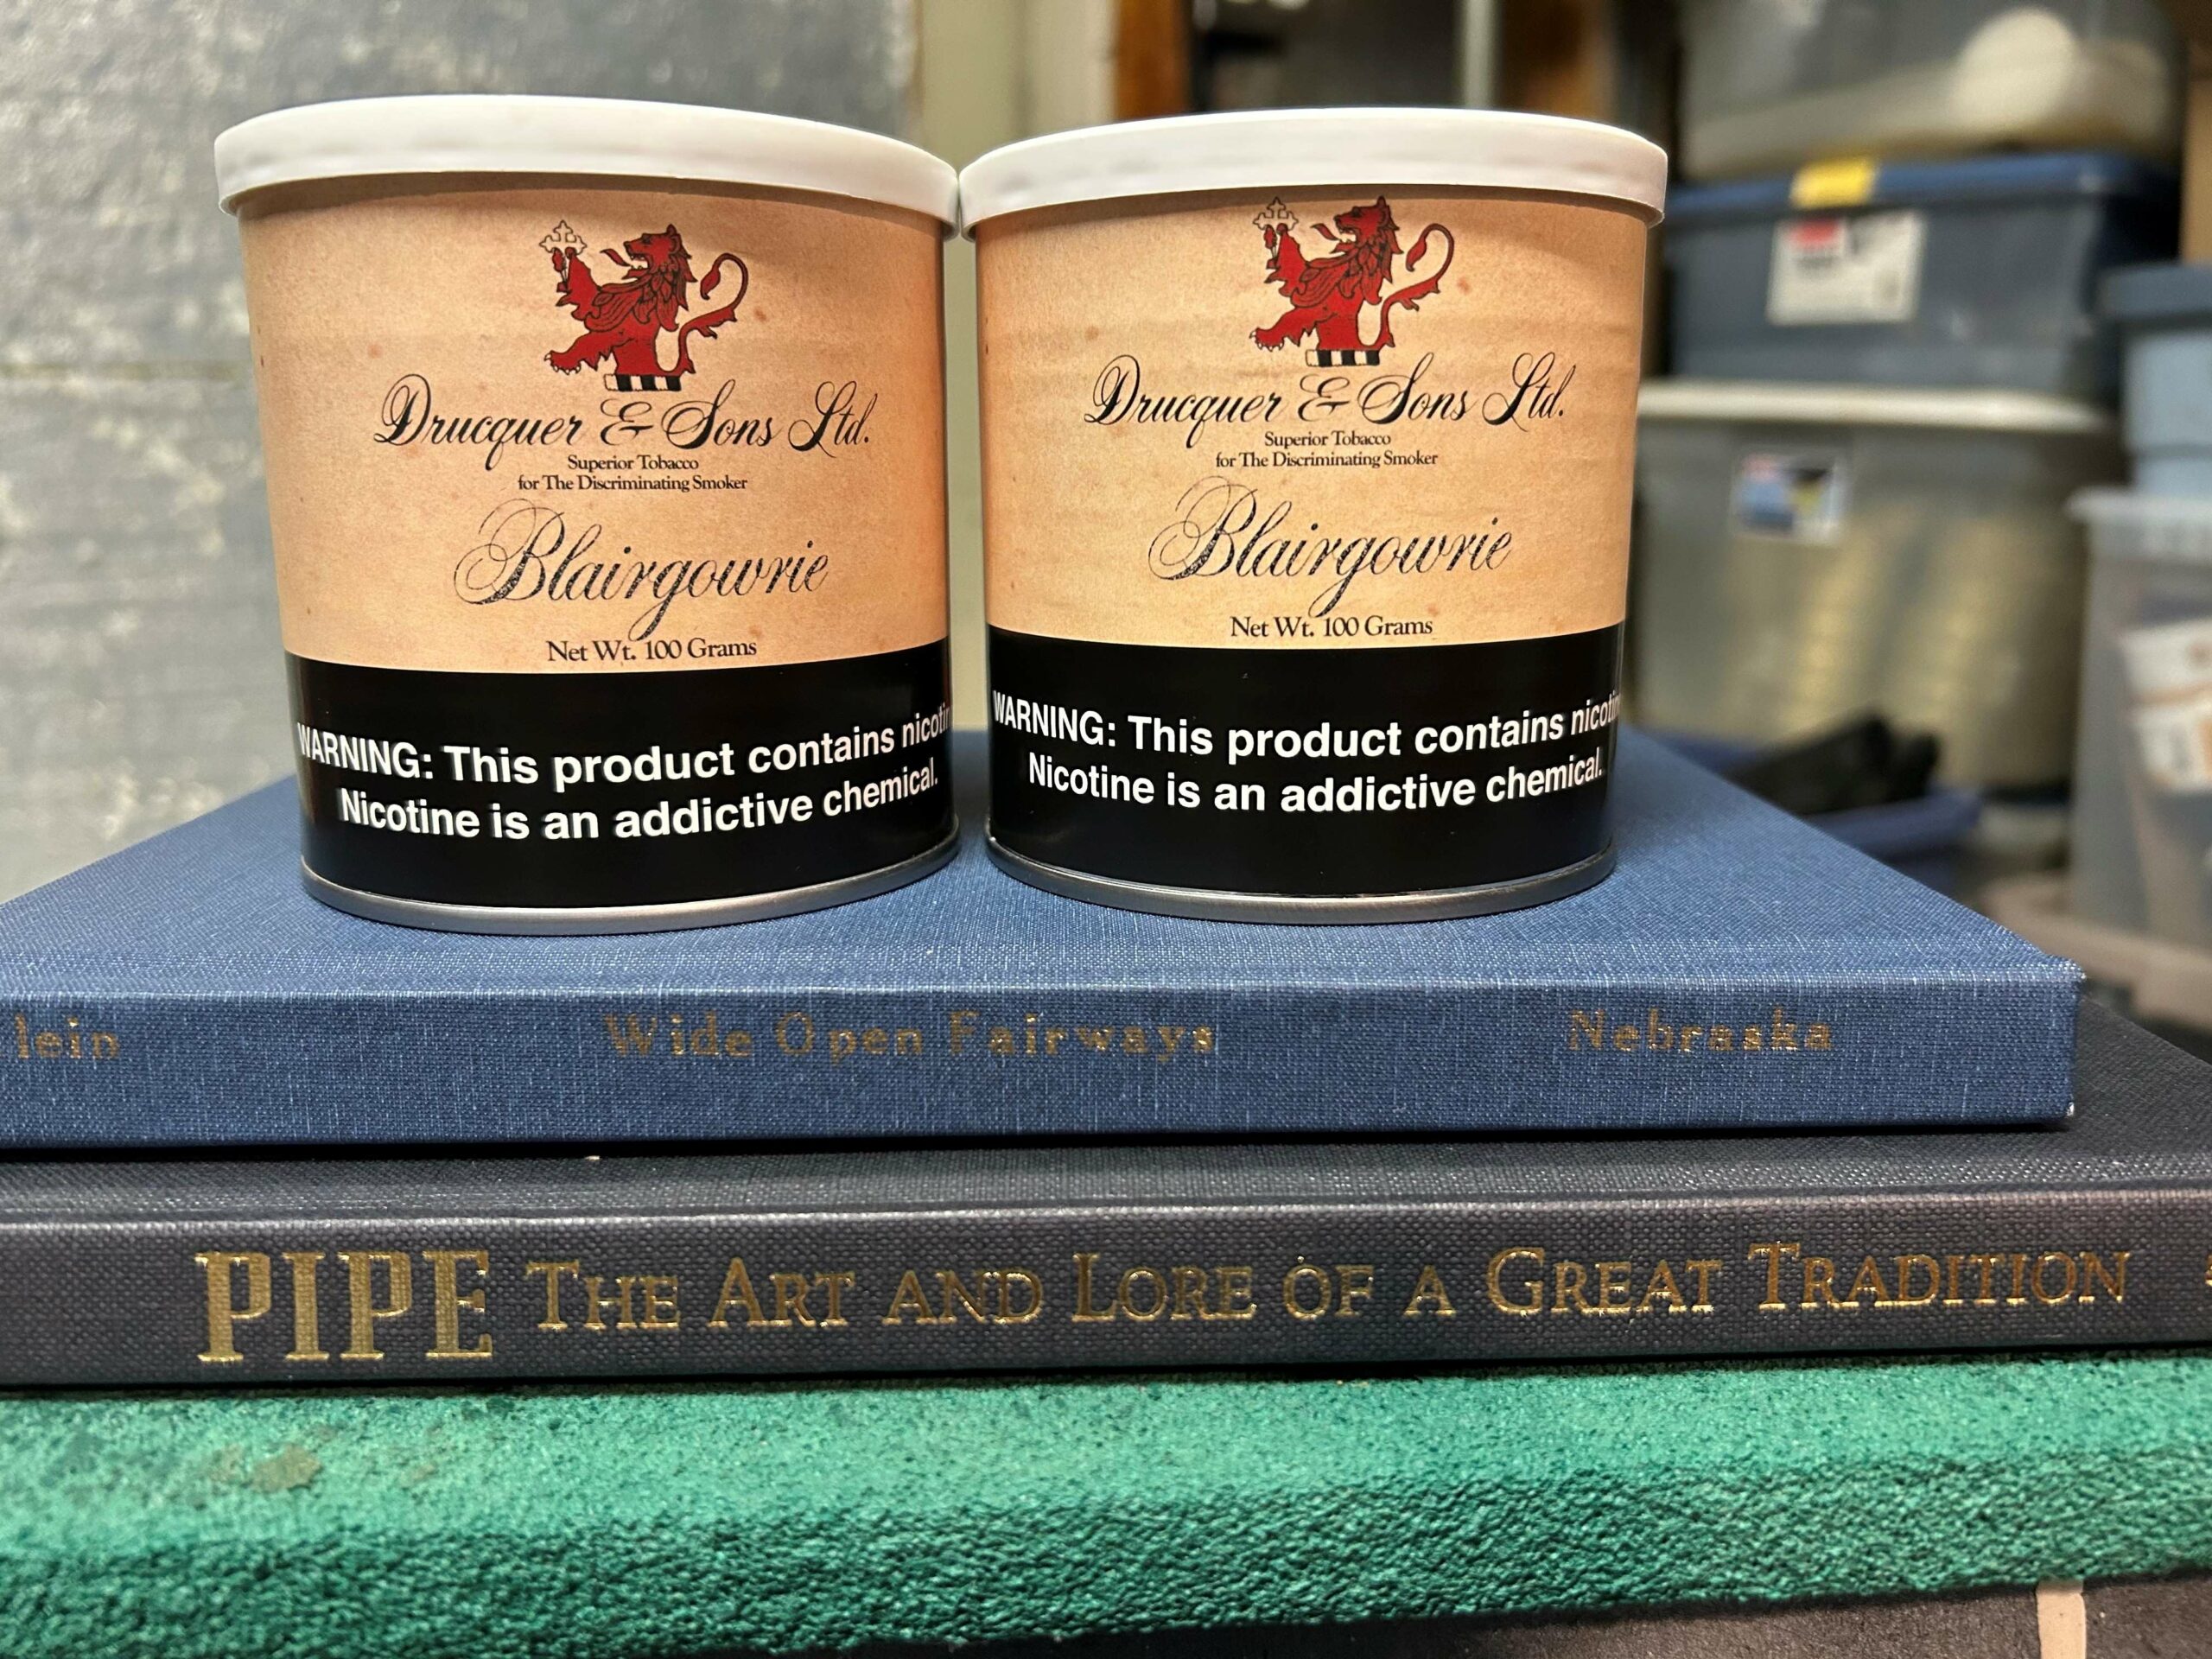 Drucquer & Sons Ltd.
Superior Tobacco
for The Discriminating Smoker
Blairgowrie
Net Wt. 100 Grams
WARNING: This product contains
Nicotine is an addictive chemical.
Drucquer & Sons Ltd.
Superior Tobacco
for The Discriminating Smoker
Blairgowrie
Net Wt. 100 Grams
WARNING: This product contains
Nicotine is an addictive chemical.
lein Wide Open Fairways Nebraska
PIPE THE ART AND LORE OF A GREAT TRADITION